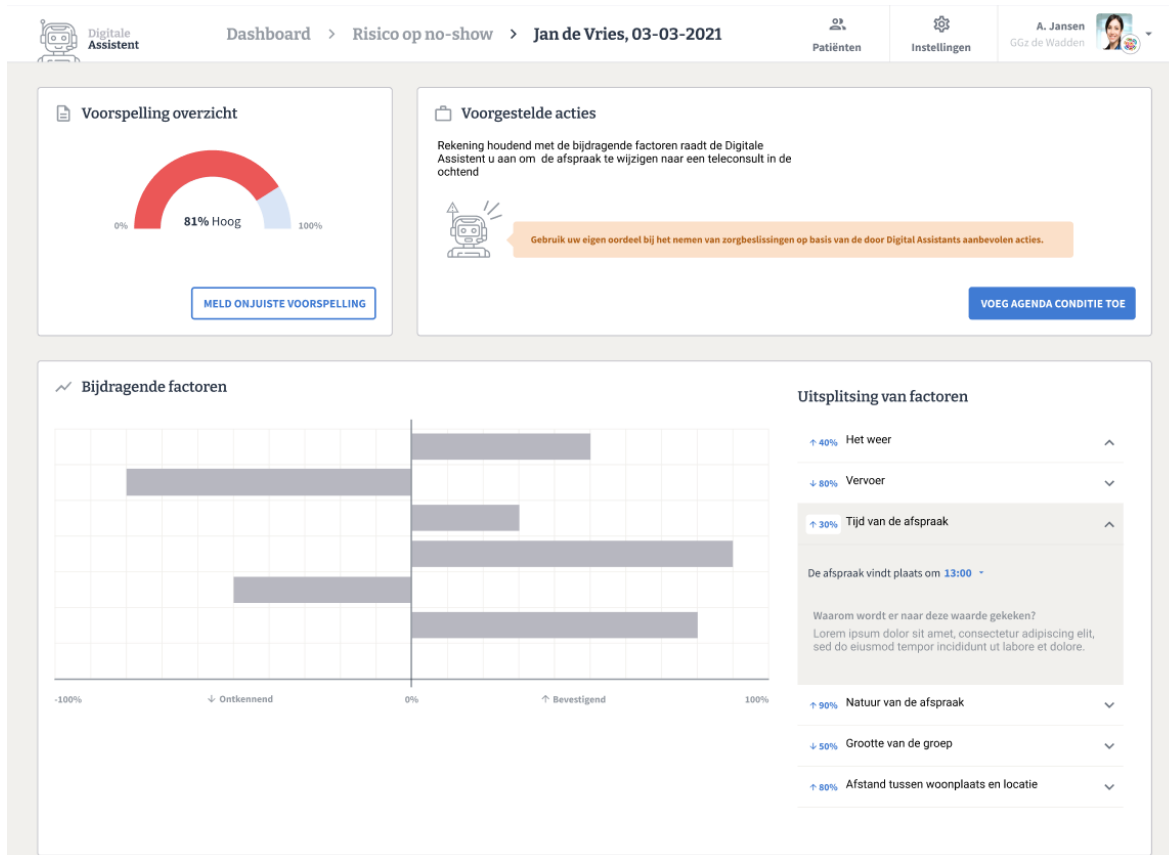 Digitale
Assistent
Dashboard > Risico op no-show > Jan de Vries, 03-03-2021
Patiënten
Instellingen
A. Jansen
GGz de Wadden
Voorspelling overzicht
0%
81% Hoog
100%
MELD ONJUISTE VOORSPELLING
Voorgestelde acties
Rekening houdend met de bijdragende factoren raadt de Digitale
Assistent u aan om de afspraak te wijzigen naar een teleconsult in de
ochtend
Gebruik uw eigen oordeel bij het nemen van zorgbeslissingen op basis van de door Digital Assistants aanbevolen acties.
VOEG AGENDA CONDITIE TOE
Bijdragende factoren
-100%
↓ Ontkennend
0%
↑ Bevestigend
100%
Uitsplitsing van factoren
↑ 40% Het weer
↓ 80% Vervoer
↑ 30% Tijd van de afspraak
De afspraak vindt plaats om 13:00
Waarom wordt er naar deze waarde gekeken?
Lorem ipsum dolor sit amet, consectetur adipiscing elit,
sed do eiusmod tempor incididunt ut labore et dolore.
↑ 90% Natuur van de afspraak
↓ 50% Grootte van de groep
↑ 80% Afstand tussen woonplaats en locatie